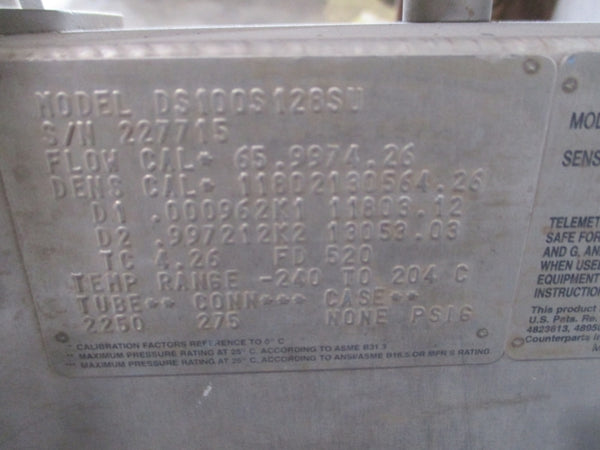 MODEL DS100S128SU
S/N 227715
FLOW CAL* 65.9974.26
DENS CAL* 11802130564.26
D1 .000962K1 11803.12
D2 .997212K2 13053.03
TC 4.26 FD 520
TEMP RANGE -240 TO 204 C
TUBE** CONN*** CASE**
2250 275 NONE PSIG
* CALIBRATION FACTORS REFERENCE TO 0° C
** MAXIMUM PRESSURE RATING AT 25° C, ACCORDING TO ASME B31.3
*** MAXIMUM PRESSURE RATING AT 25° C, ACCORDING TO ANSI/ASME B16.5 OR MFR'S RATING
MOD
SENS
TELEMET
SAFE FOR
AND G, AN
WHEN USE
EQUIPMENT
INSTRUCTIO
This product
U.S. Pats. Re.
4823613, 4895
Counterparts In